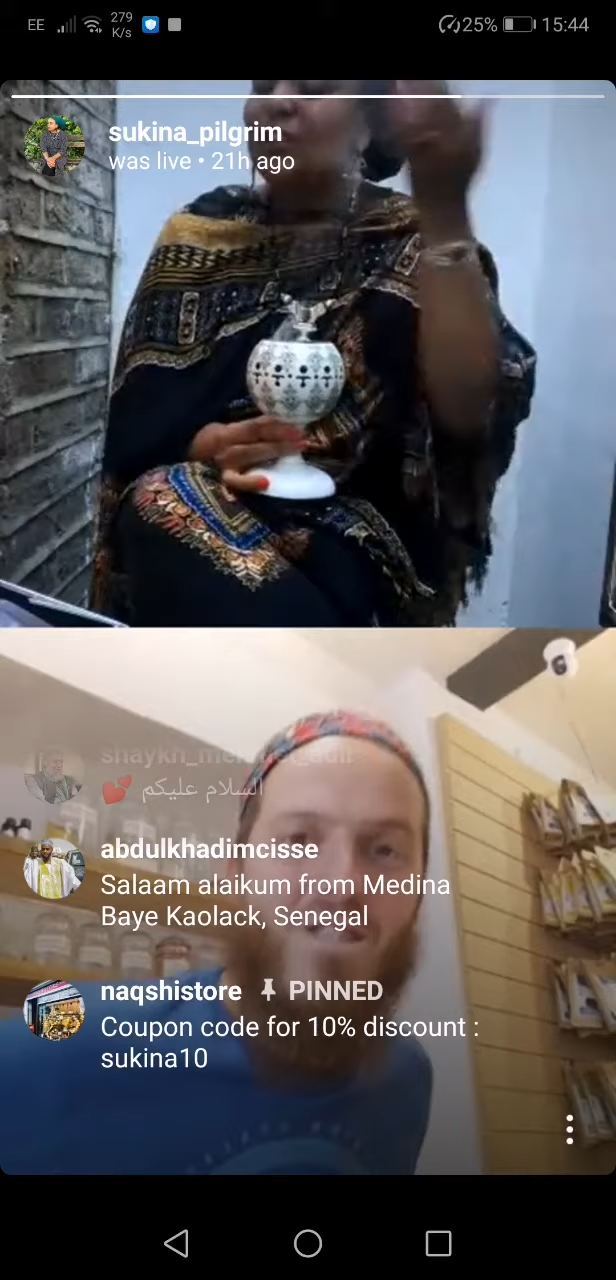 EE
279
K/s
25%
15:44
sukina_pilgrim
was live • 21h ago
السلام عليكم 💕
abdulkhadimcisse
Salaam alaikum from Medina
Baye Kaolack, Senegal
naqshistore PINNED
Coupon code for 10% discount :
sukina10